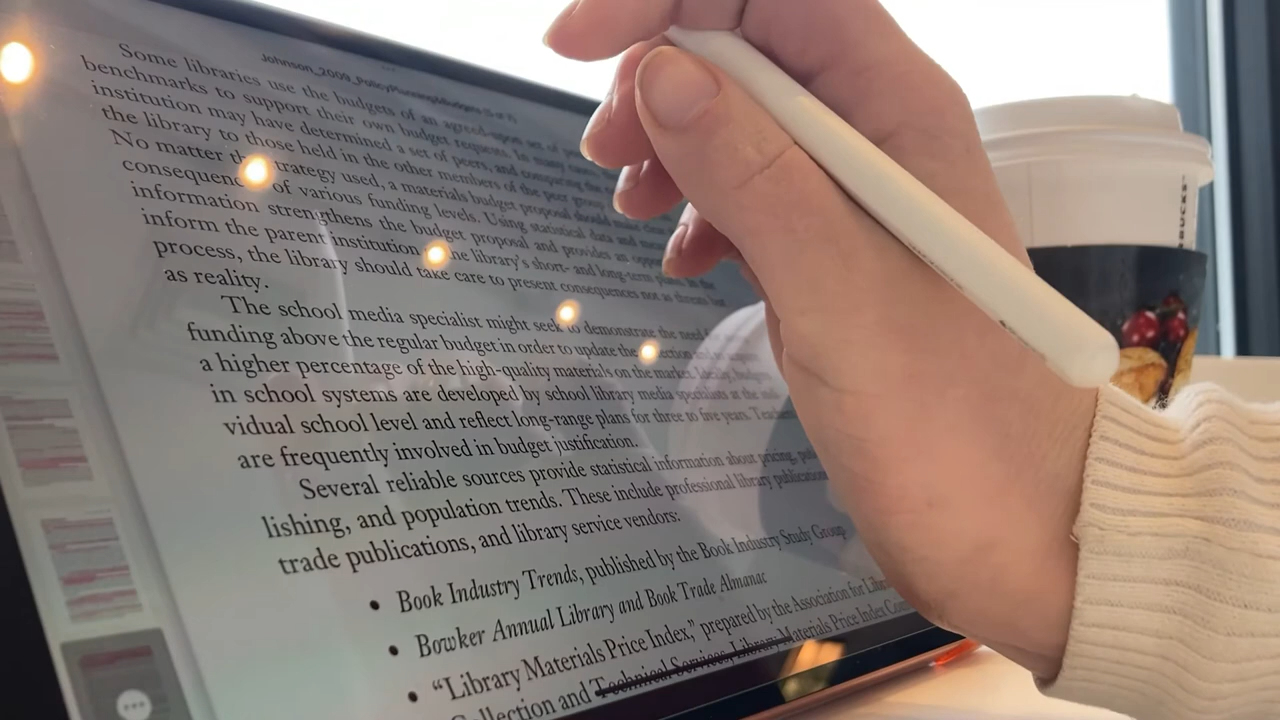 Johnson_2009_PolicyPlanning&Budgets
Some libraries use the budgets of an agreed-upon set of
benchmarks to support their own budget requests. In many cases,
institution may have determined a set of peers, and comparing the
the library to those held in the other members of the peer group
No matter the strategy used, a materials budget proposal should make clear
consequences of various funding levels. Using statistical data and
information strengthens the budget proposal and provides an
inform the parent institution the library's short- and long-term plans. In the
process, the library should take care to present consequences not as threats but
as reality.
The school media specialist might seek to demonstrate the need
funding above the regular budget in order to update the collection and
a higher percentage of the high-quality materials on the market.
in school systems are developed by school library media specialists at the
vidual school level and reflect long-range plans for three to five years. Teachers
are frequently involved in budget justification.
Several reliable sources provide statistical information about pricing, pub
lishing, and population trends. These include professional library publications
trade publications, and library service vendors:
• Book Industry Trends, published by the Book Industry Study Group
• Bowker Annual Library and Book Trade Almanac
• “Library Materials Price Index,” prepared by the Association for
Collection and Technical Services, Library Materials Price Index